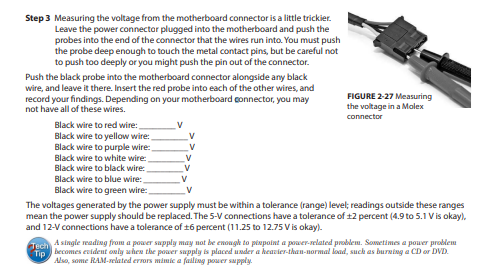 Step 3 Measuring the voltage from the motherboard connector is a little trickier.
Leave the power connector plugged into the motherboard and push the
probes into the end of the connector that the wires run into. You must push
the probe deep enough to touch the metal contact pins, but be careful not
to push too deeply or you might push the pin out of the connector.
Push the black probe into the motherboard connector alongside any black
wire, and leave it there. Insert the red probe into each of the other wires, and
record your findings. Depending on your motherboard connector, you may
not have all of these wires.
FIGURE 2-27 Measuring
the voltage in a Molex
connector
Black wire to red wire: ________ V
Black wire to yellow wire: ________ V
Black wire to purple wire: ________ V
Black wire to white wire: ________ V
Black wire to black wire: ________ V
Black wire to blue wire: ________ V
Black wire to green wire: ________ V
The voltages generated by the power supply must be within a tolerance (range) level; readings outside these ranges
mean the power supply should be replaced. The 5-V connections have a tolerance of ±2 percent (4.9 to 5.1 V is okay),
and 12-V connections have a tolerance of ±6 percent (11.25 to 12.75 V is okay).
Tech
Tip
A single reading from a power supply may not be enough to pinpoint a power-related problem. Sometimes a power problem
becomes evident only when the power supply is placed under a heavier-than-normal load, such as burning a CD or DVD.
Also, some RAM-related errors mimic a failing power supply.